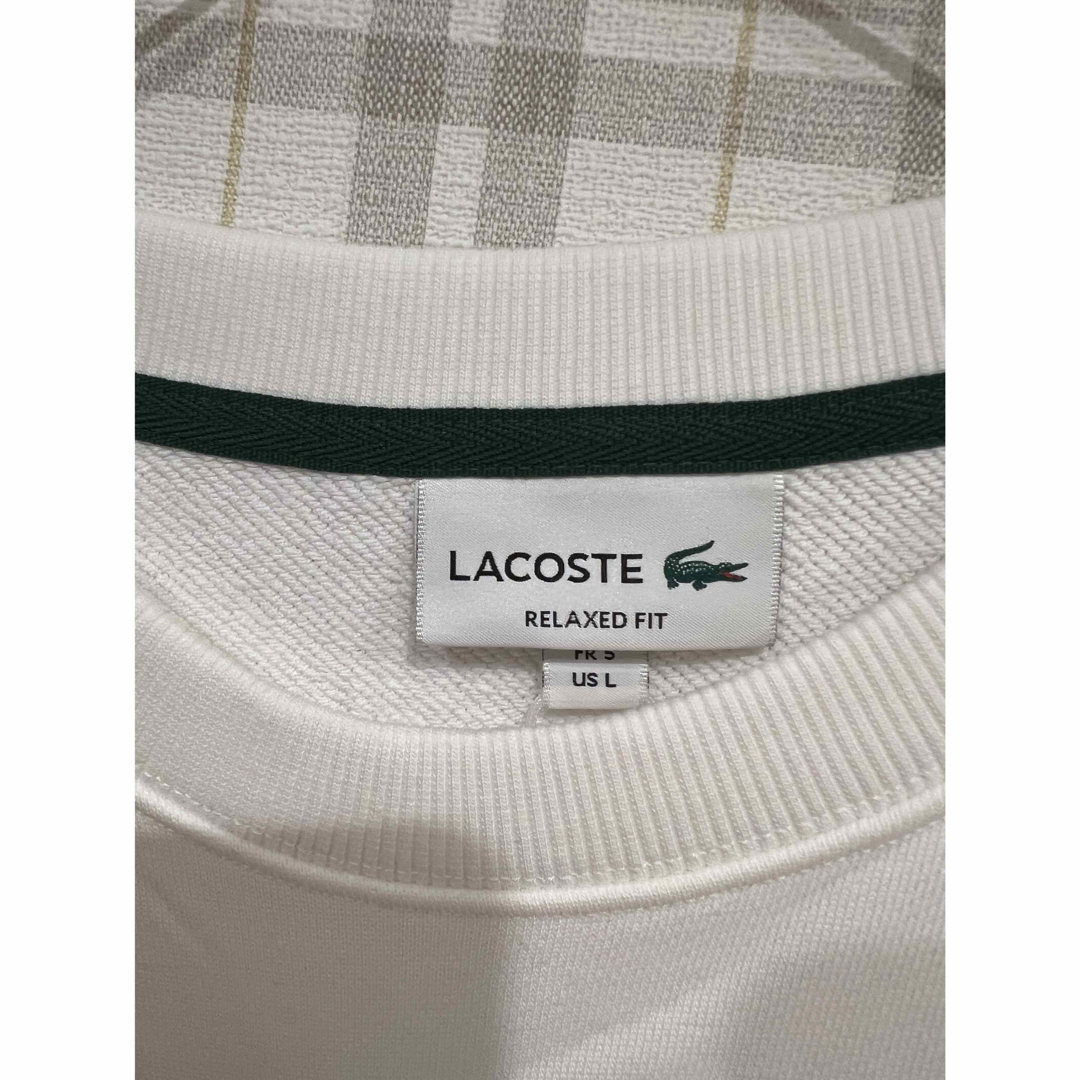 LACOSTE
RELAXED FIT
FR 5
US L